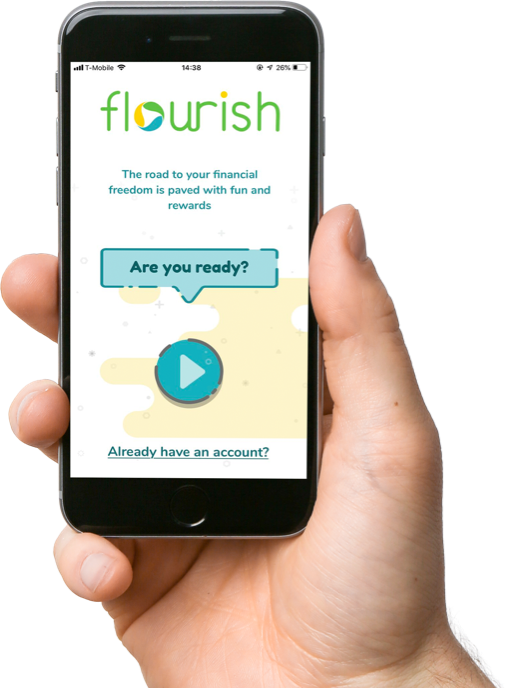 T-Mobile 14:38 26%
flourish
The road to your financial
freedom is paved with fun and
rewards
Are you ready?
Already have an account?